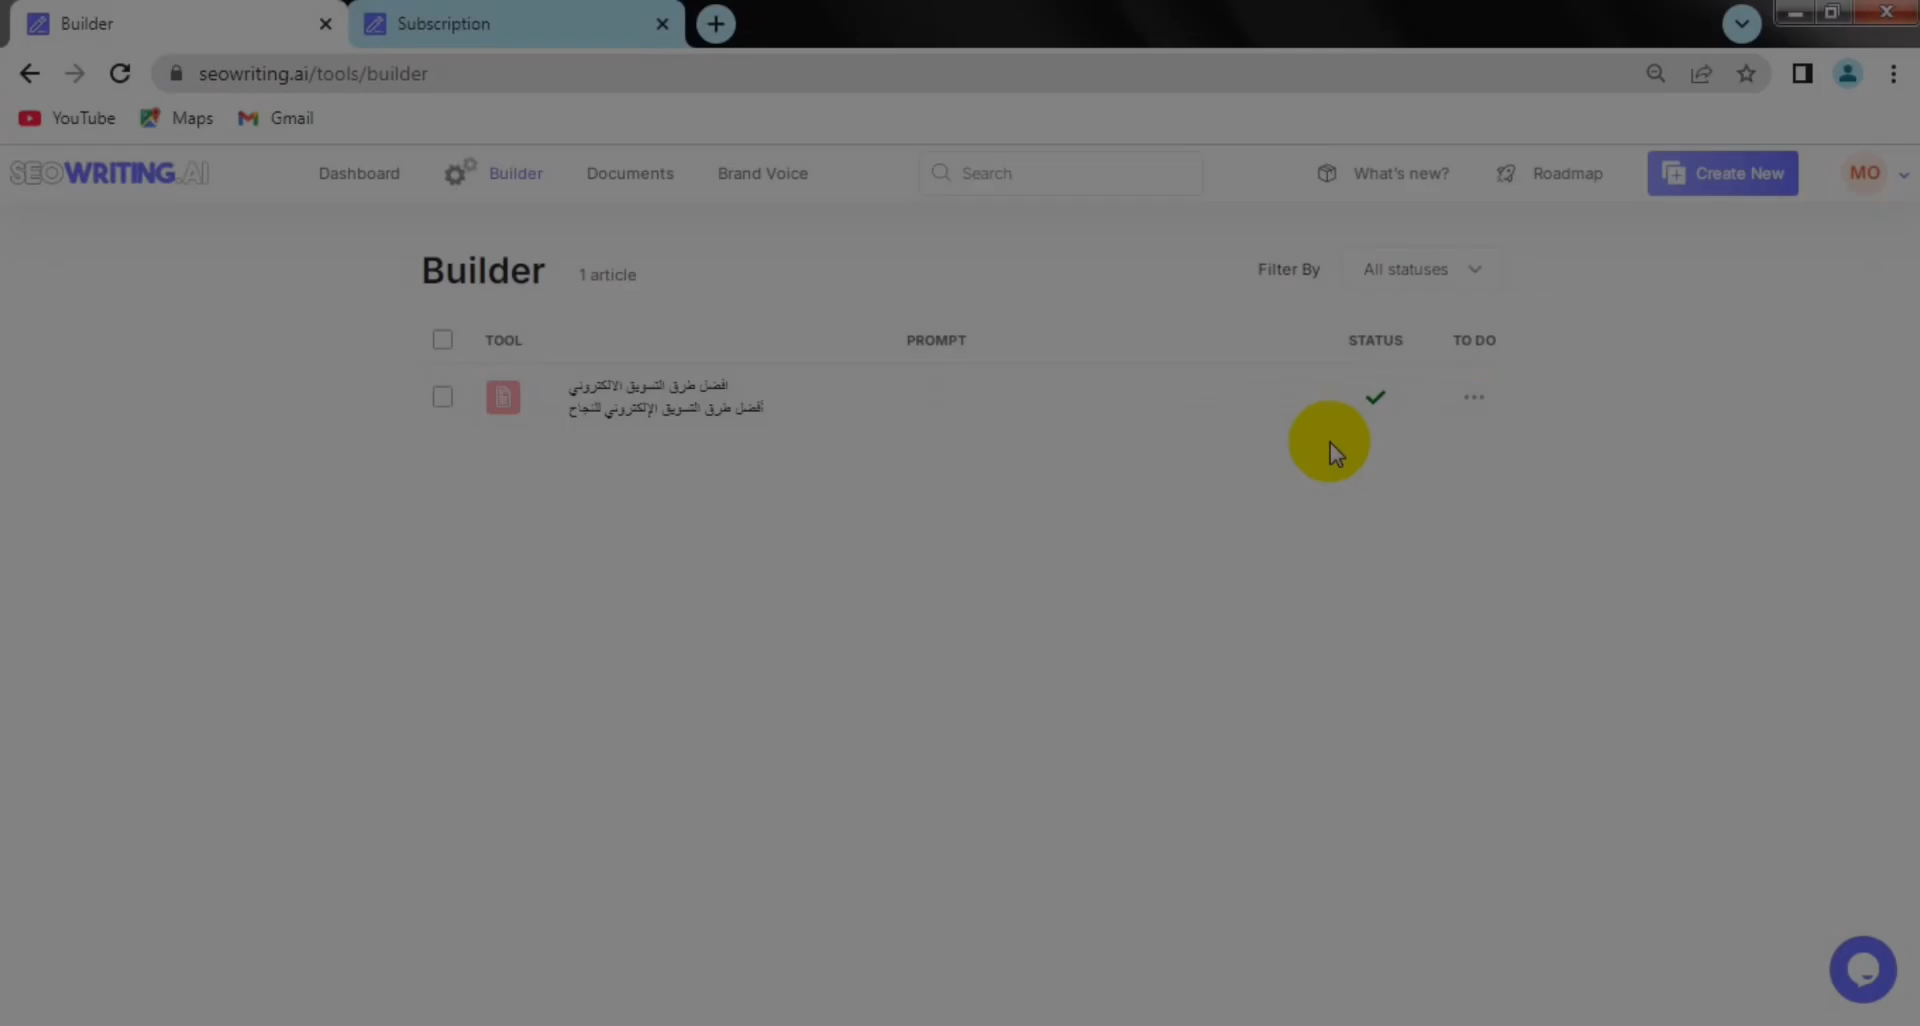 Builder
Subscription
seowriting.ai/tools/builder
YouTube
Maps
Gmail
SEOWRITING.AI
Dashboard
Builder
Documents
Brand Voice
Search
What's new?
Roadmap
Create New
MO
Builder
1 article
Filter By
All statuses
TOOL
PROMPT
STATUS
TO DO
افضل طرق التسويق الالكتروني
أفضل طرق التسويق الإلكتروني للنجاح